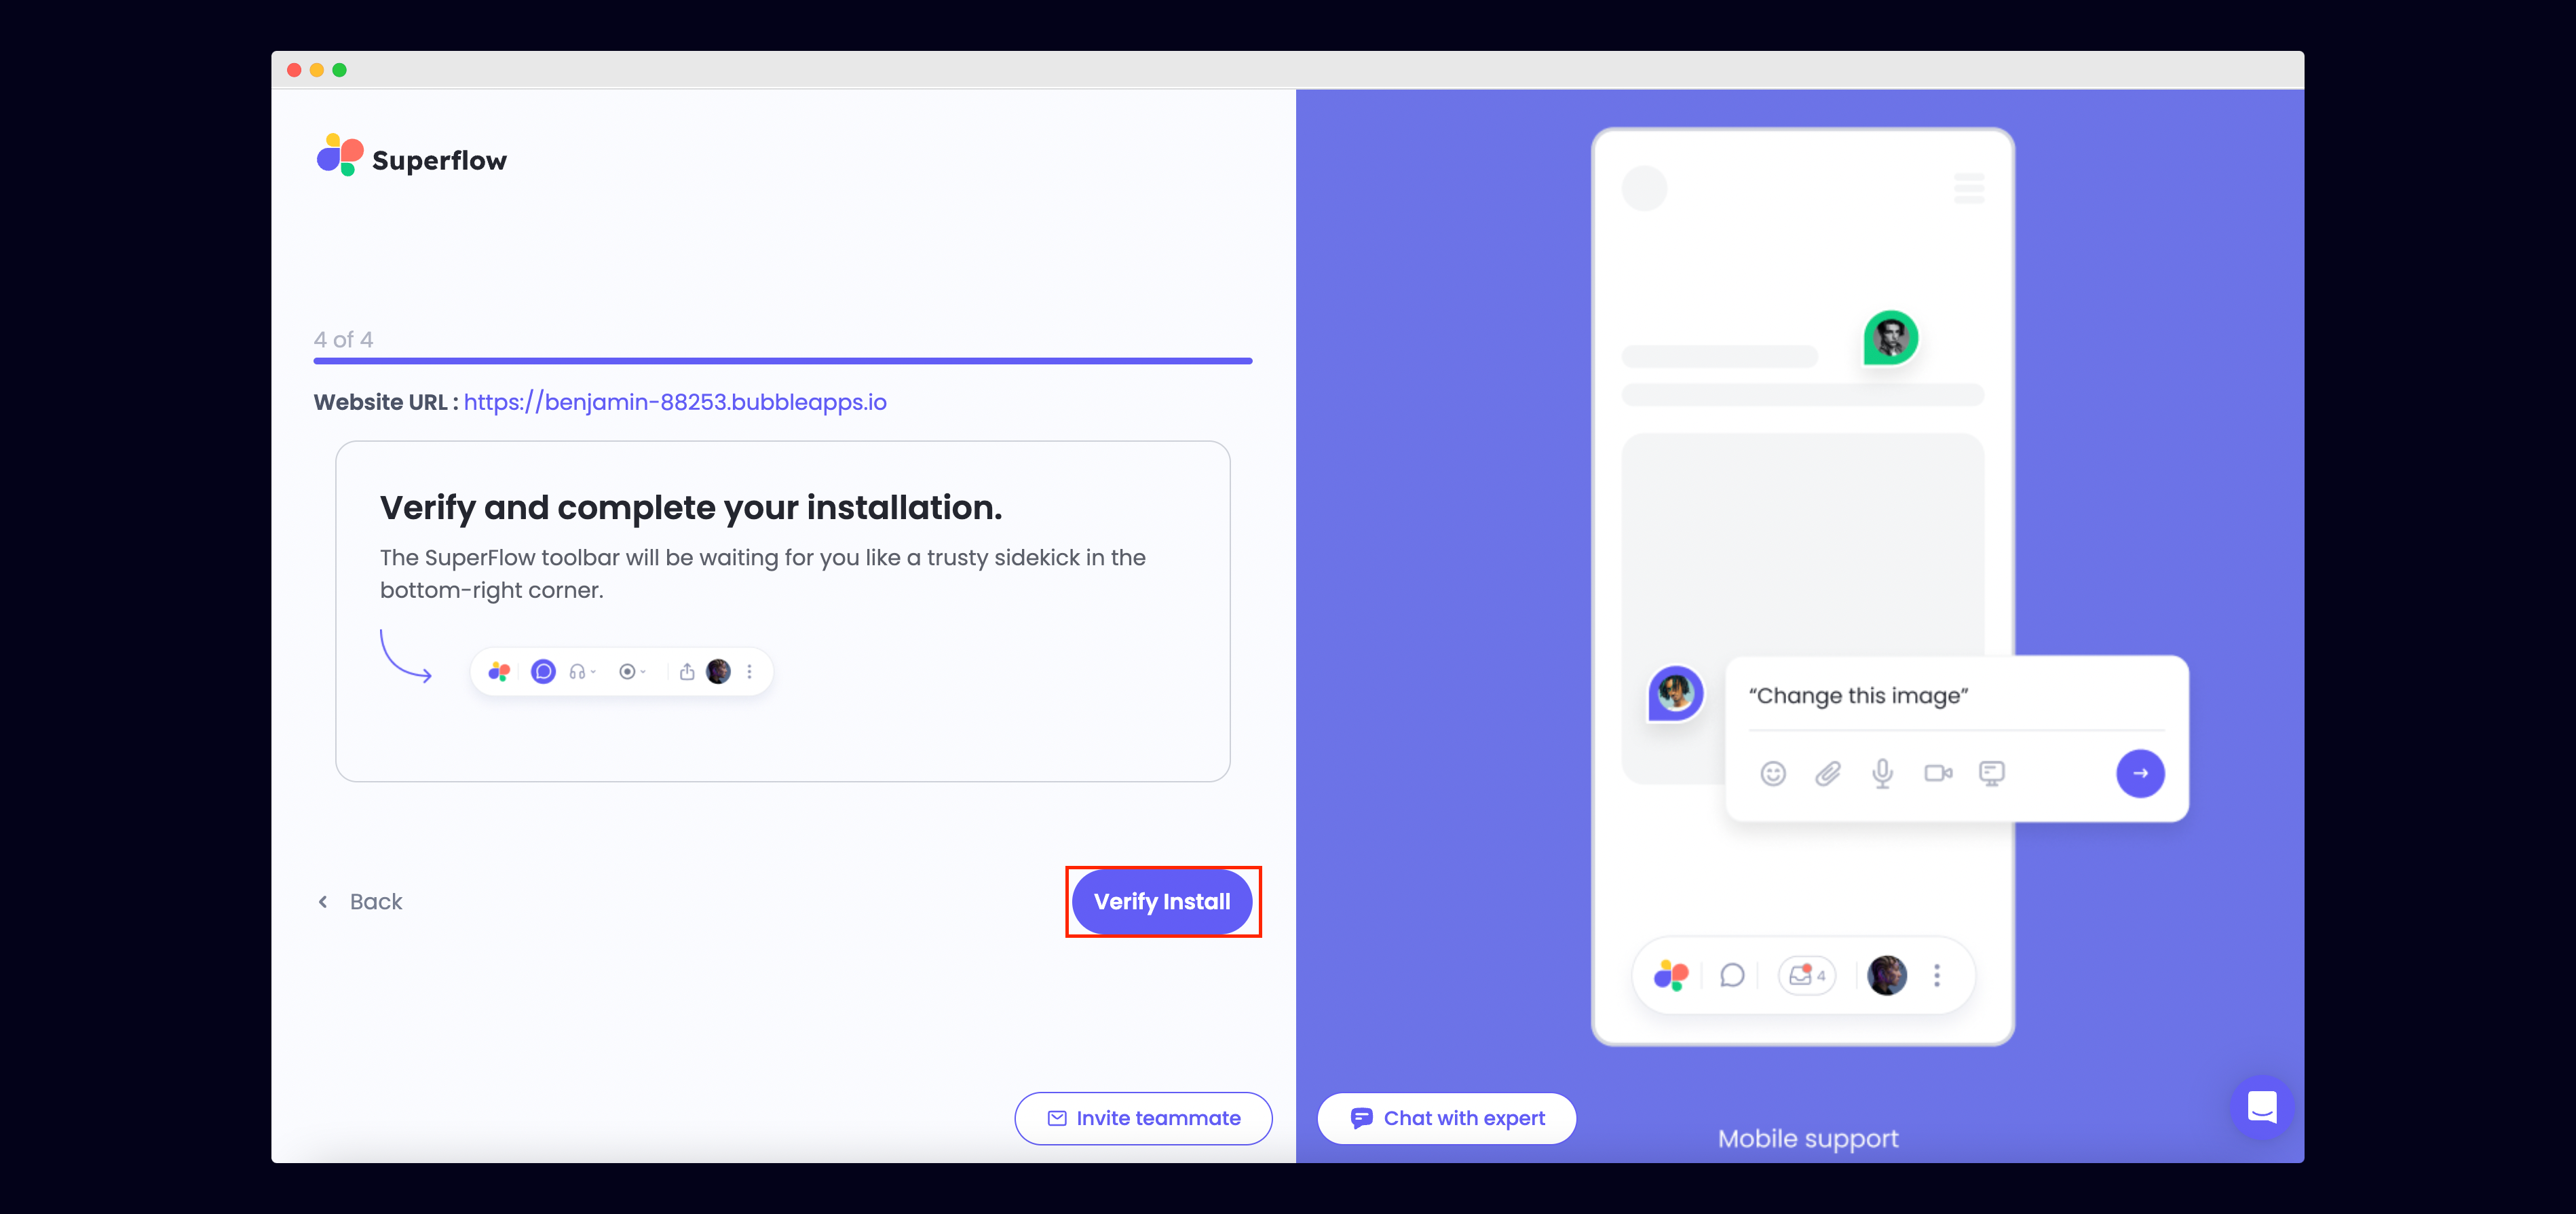 Superflow
4 of 4
Website URL : https://benjamin-88253.bubbleapps.io
Verify and complete your installation.
The SuperFlow toolbar will be waiting for you like a trusty sidekick in the
bottom-right corner.
Back
Verify Install
Invite teammate
“Change this image”
4
Chat with expert
Mobile support